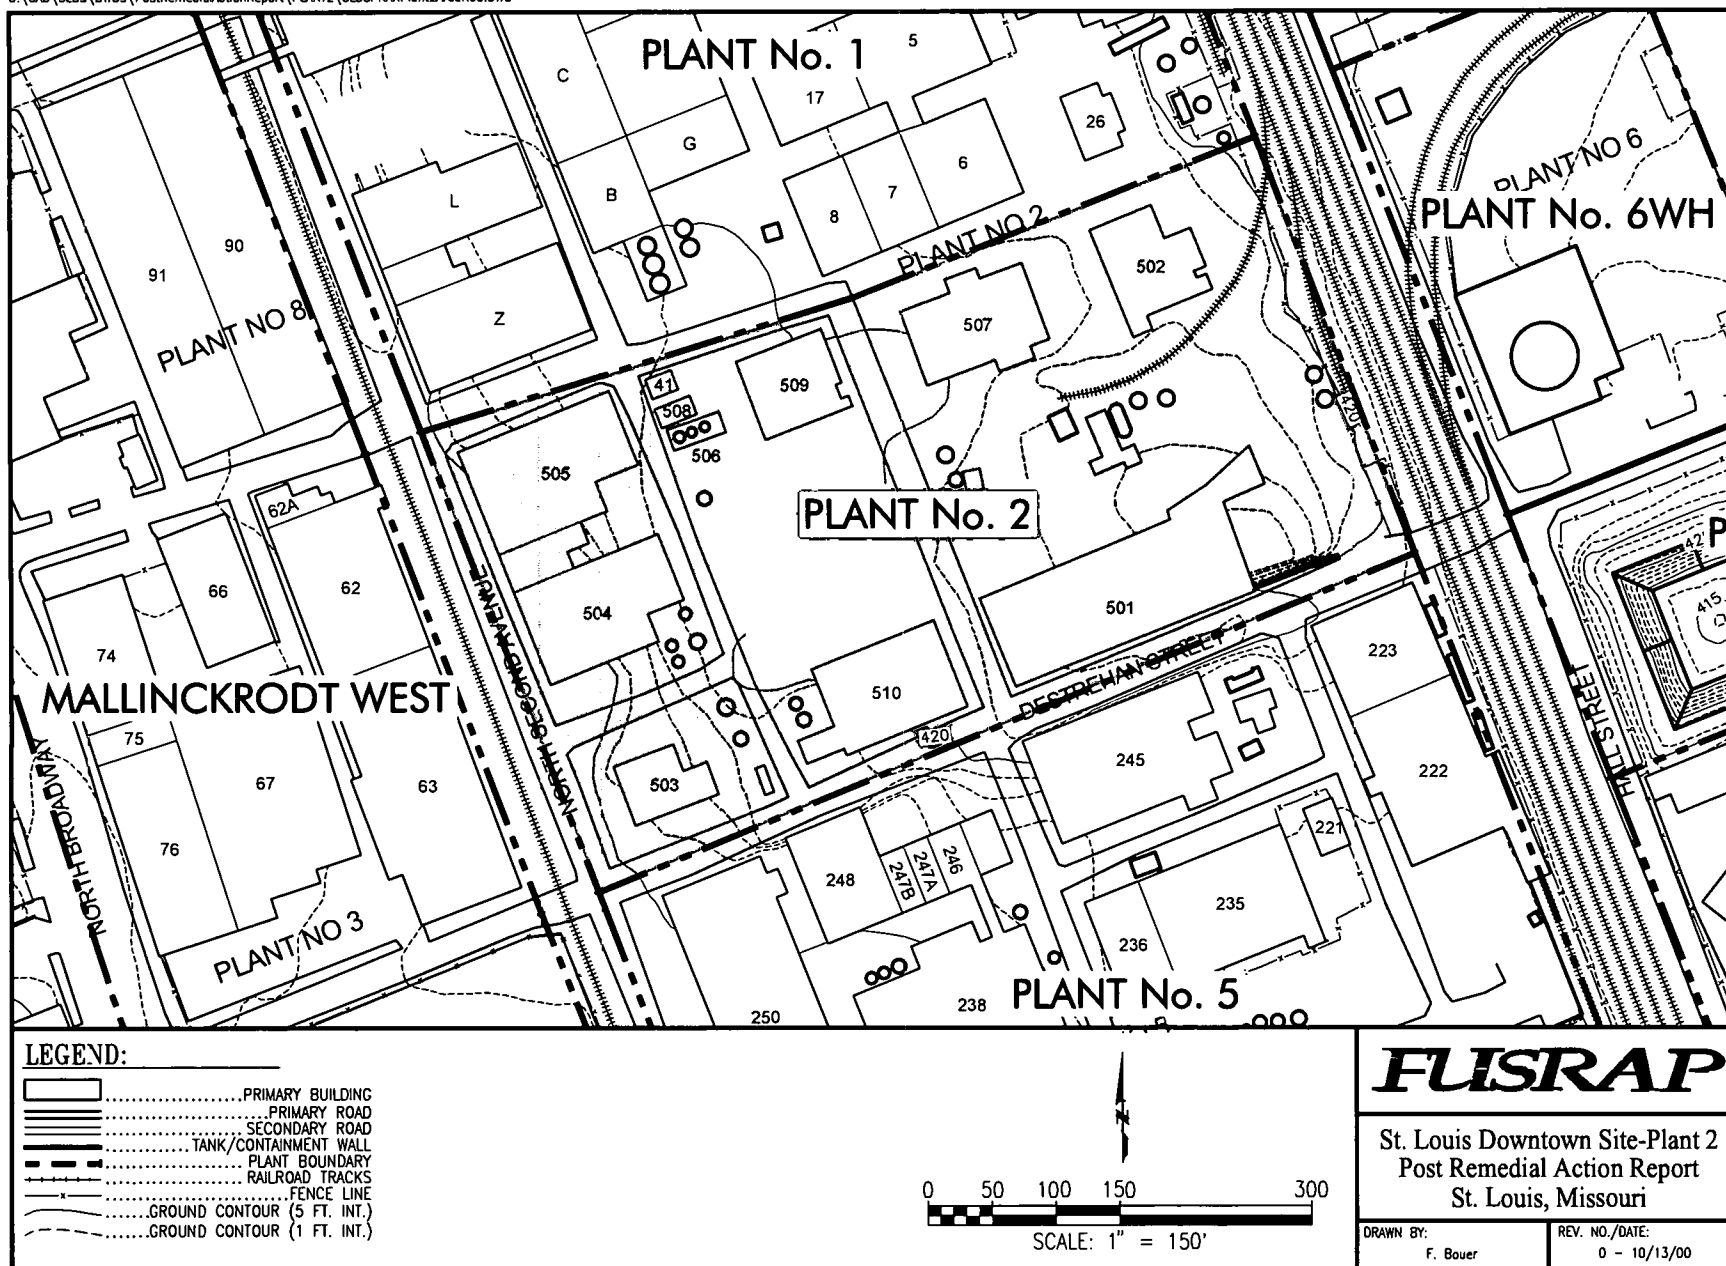 PLANT No. 1
5
C
17
26
G
6
PLANT NO 6
B
7
L
8
PLANT NO 2
PLANT No. 6WH
90
91
502
Z
507
PLANT NO 8
41
509
508
420
506
505
62A
PLANT No. 2
42
P
66
62
504
501
415
NORTH SECOND AVENUE
74
223
DESTREHAN STREET
MALLINCKRODT WEST
510
HALL STREET
75
420
245
222
67
63
503
NORTH BROADWAY
76
221
248
247B
247A
246
235
PLANT NO 3
236
PLANT No. 5
250
238
LEGEND:
PRIMARY BUILDING
PRIMARY ROAD
SECONDARY ROAD
TANK/CONTAINMENT WALL
PLANT BOUNDARY
RAILROAD TRACKS
FENCE LINE
GROUND CONTOUR (5 FT. INT.)
GROUND CONTOUR (1 FT. INT.)
N
0 50 100 150 300
SCALE: 1" = 150'
FUSRAP
St. Louis Downtown Site-Plant 2
Post Remedial Action Report
St. Louis, Missouri
DRAWN BY:
F. Bauer
REV. NO./DATE:
0 - 10/13/00